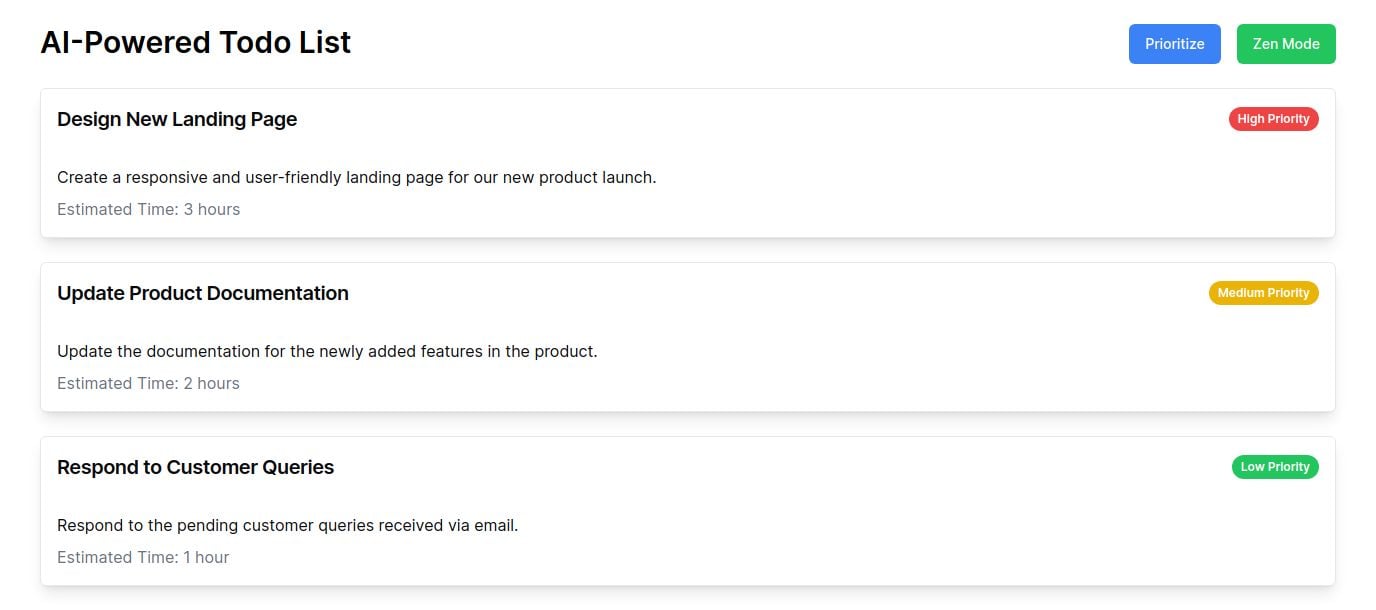 AI-Powered Todo List
Prioritize
Zen Mode
Design New Landing Page
High Priority
Create a responsive and user-friendly landing page for our new product launch.
Estimated Time: 3 hours
Update Product Documentation
Medium Priority
Update the documentation for the newly added features in the product.
Estimated Time: 2 hours
Respond to Customer Queries
Low Priority
Respond to the pending customer queries received via email.
Estimated Time: 1 hour